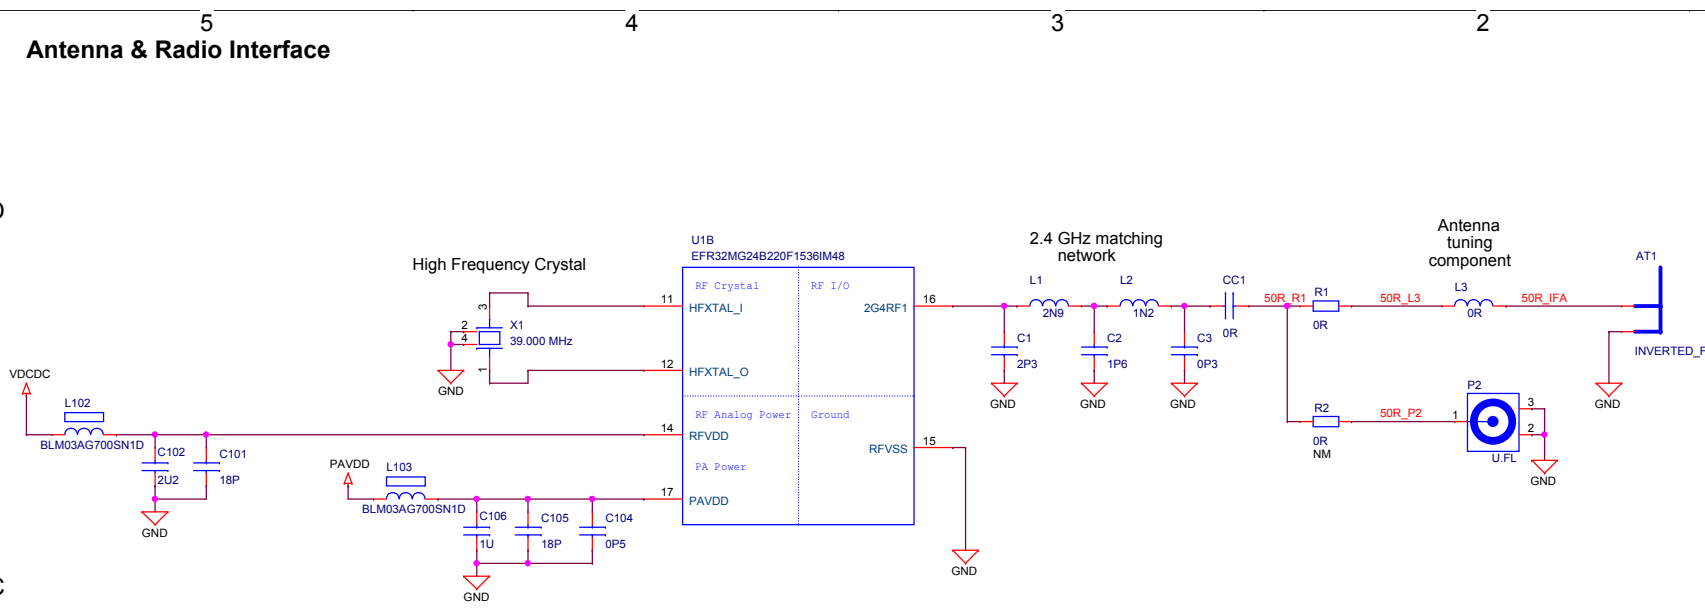 5 4 3 2
Antenna & Radio Interface
D
High Frequency Crystal
3
2
4
X1
39.000 MHz
1
GND
U1B
EFR32MG24B220F1536IM48
RF Crystal
RF I/O
11
HFXTAL_I
2G4RF1
16
12
HFXTAL_O
RF Analog Power
Ground
14
RFVDD
RFVSS
15
PA Power
17
PAVDD
GND
2.4 GHz matching
network
L1
2N9
L2
1N2
CC1
0R
C1
2P3
GND
C2
1P6
GND
C3
0P3
GND
50R_R1
R1
0R
50R_L3
Antenna
tuning
component
L3
0R
50R_IFA
AT1
INVERTED_F
GND
R2
0R
NM
50R_P2
P2
1
3
2
U.FL
GND
VDCDC
L102
BLM03AG700SN1D
C102
2U2
C101
18P
GND
PAVDD
L103
BLM03AG700SN1D
C106
1U
C105
18P
C104
0P5
GND
C